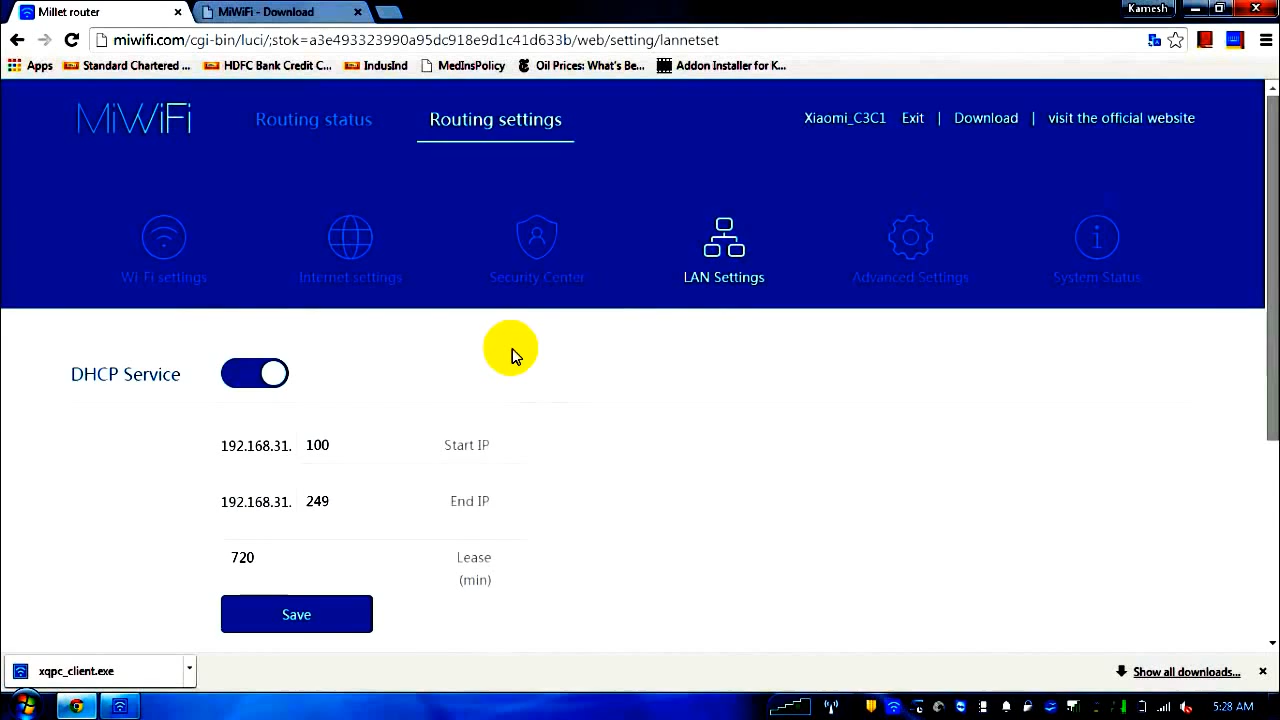 Millet router
MiWiFi - Download
Kamesh
miwifi.com/cgi-bin/luci/;stok=a3e493323990a95dc918e9d1c41d633b/web/setting/lannetset
Apps
Standard Chartered ...
HDFC Bank Credit C...
IndusInd
MedInsPolicy
Oil Prices: What's Be...
Addon Installer for K...
MiWiFi
Routing status
Routing settings
Xiaomi_C3C1 Exit | Download | visit the official website
Wi-Fi settings
Internet settings
Security Center
LAN Settings
Advanced Settings
System Status
DHCP Service
192.168.31. 100 Start IP
192.168.31. 249 End IP
720 Lease
(min)
Save
xqpc_client.exe
Show all downloads...
5:28 AM